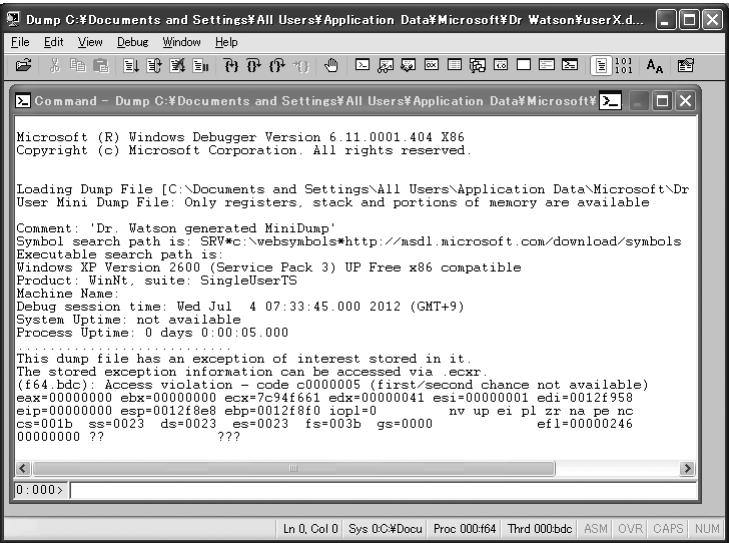 Dump C:¥Documents and Settings¥All Users¥Application Data¥Microsoft¥Dr Watson¥userX.d...
File Edit View Debug Window Help
Command - Dump C:¥Documents and Settings¥All Users¥Application Data¥Microsoft¥
Microsoft (R) Windows Debugger Version 6.11.0001.404 X86
Copyright (c) Microsoft Corporation. All rights reserved.
Loading Dump File [C:\Documents and Settings\All Users\Application Data\Microsoft\Dr
User Mini Dump File: Only registers, stack and portions of memory are available
Comment: 'Dr. Watson generated MiniDump'
Symbol search path is: SRV*c:\websymbols*http://msdl.microsoft.com/download/symbols
Executable search path is:
Windows XP Version 2600 (Service Pack 3) UP Free x86 compatible
Product: WinNt, suite: SingleUserTS
Machine Name:
Debug session time: Wed Jul  4 07:33:45.000 2012 (GMT+9)
System Uptime: not available
Process Uptime: 0 days 0:00:05.000
............................
This dump file has an exception of interest stored in it.
The stored exception information can be accessed via .ecxr.
(f64.bdc): Access violation - code c0000005 (first/second chance not available)
eax=00000000 ebx=00000000 ecx=7c94f661 edx=00000041 esi=00000001 edi=0012f958
eip=00000000 esp=0012f8e8 ebp=0012f8f0 iopl=0         nv up ei pl zr na pe nc
cs=001b  ss=0023  ds=0023  es=0023  fs=003b  gs=0000             efl=00000246
00000000 ??              ???
0:000>
Ln 0, Col 0 Sys 0:C:¥Docu Proc 000:f64 Thrd 000:bdc ASM OVR CAPS NUM